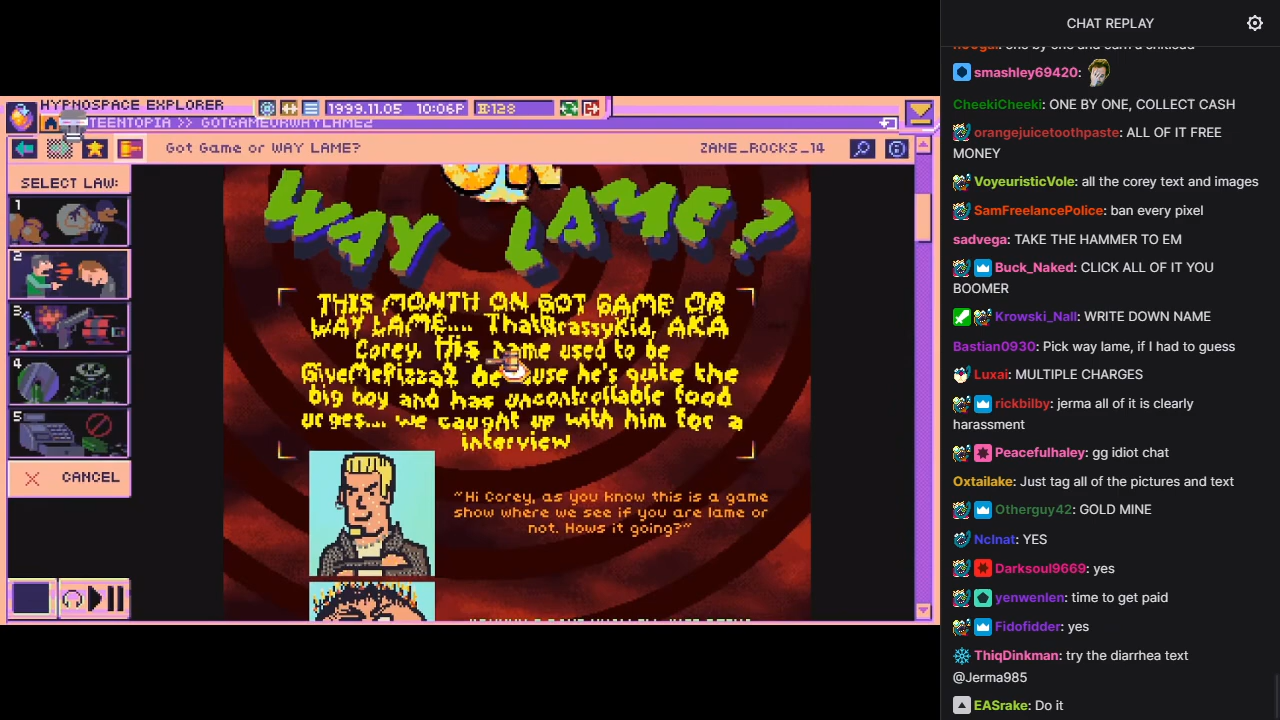 HYPNOSPACE EXPLORER
1999.11.05 10:06P
128
TEENTOPIA >> GOTGAMEORWAYLAME2
Got Game or WAY LAME?
ZANE_ROCKS_14
SELECT LAW:
1
2
3
4
5
CANCEL
OR
WAY LAME?
THIS MONTH ON GOT GAME OR
WAY LAME.... ThatGrassyKid, AKA
Corey. His name used to be
GiveMePizza2 because he's quite the
big boy and has uncontrollable food
urges... we caught up with him for a
interview
"Hi Corey, as you know this is a game
show where we see if you are lame or
not. Hows it going?"
CHAT REPLAY
smashley69420:
CheekiCheeki: ONE BY ONE, COLLECT CASH
orangejuicetoothpaste: ALL OF IT FREE
MONEY
VoyeuristicVole: all the corey text and images
SamFreelancePolice: ban every pixel
sadvega: TAKE THE HAMMER TO EM
Buck_Naked: CLICK ALL OF IT YOU
BOOMER
Krowski_Nail: WRITE DOWN NAME
Bastian0930: Pick way lame, if I had to guess
Luxai: MULTIPLE CHARGES
rickbilby: jerma all of it is clearly
harassment
Peacefulhaley: gg idiot chat
Oxtailake: Just tag all of the pictures and text
Otherguy42: GOLD MINE
Nclnat: YES
Darksoul9669: yes
yenwenlen: time to get paid
Fidofidder: yes
ThiqDinkman: try the diarrhea text
@Jerma985
EASrake: Do it